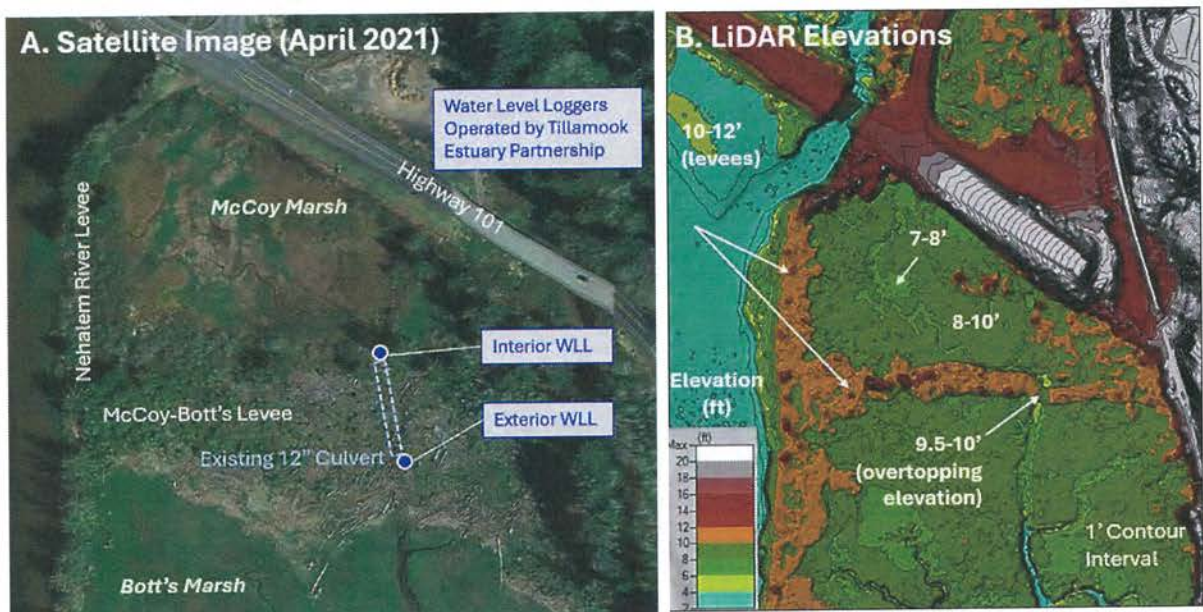 A. Satellite Image (April 2021)
Water Level Loggers
Operated by Tillamook
Estuary Partnership
Highway 101
McCoy Marsh
Nehalem River Levee
Interior WLL
McCoy-Bott's Levee
Exterior WLL
Existing 12" Culvert
Bott's Marsh
B. LiDAR Elevations
10-12'
(levees)
7-8'
8-10'
Elevation
(ft)
9.5-10'
(overtopping
elevation)
1' Contour
Interval
Max (ft)
20
18
16
14
12
10
8
6
4
2